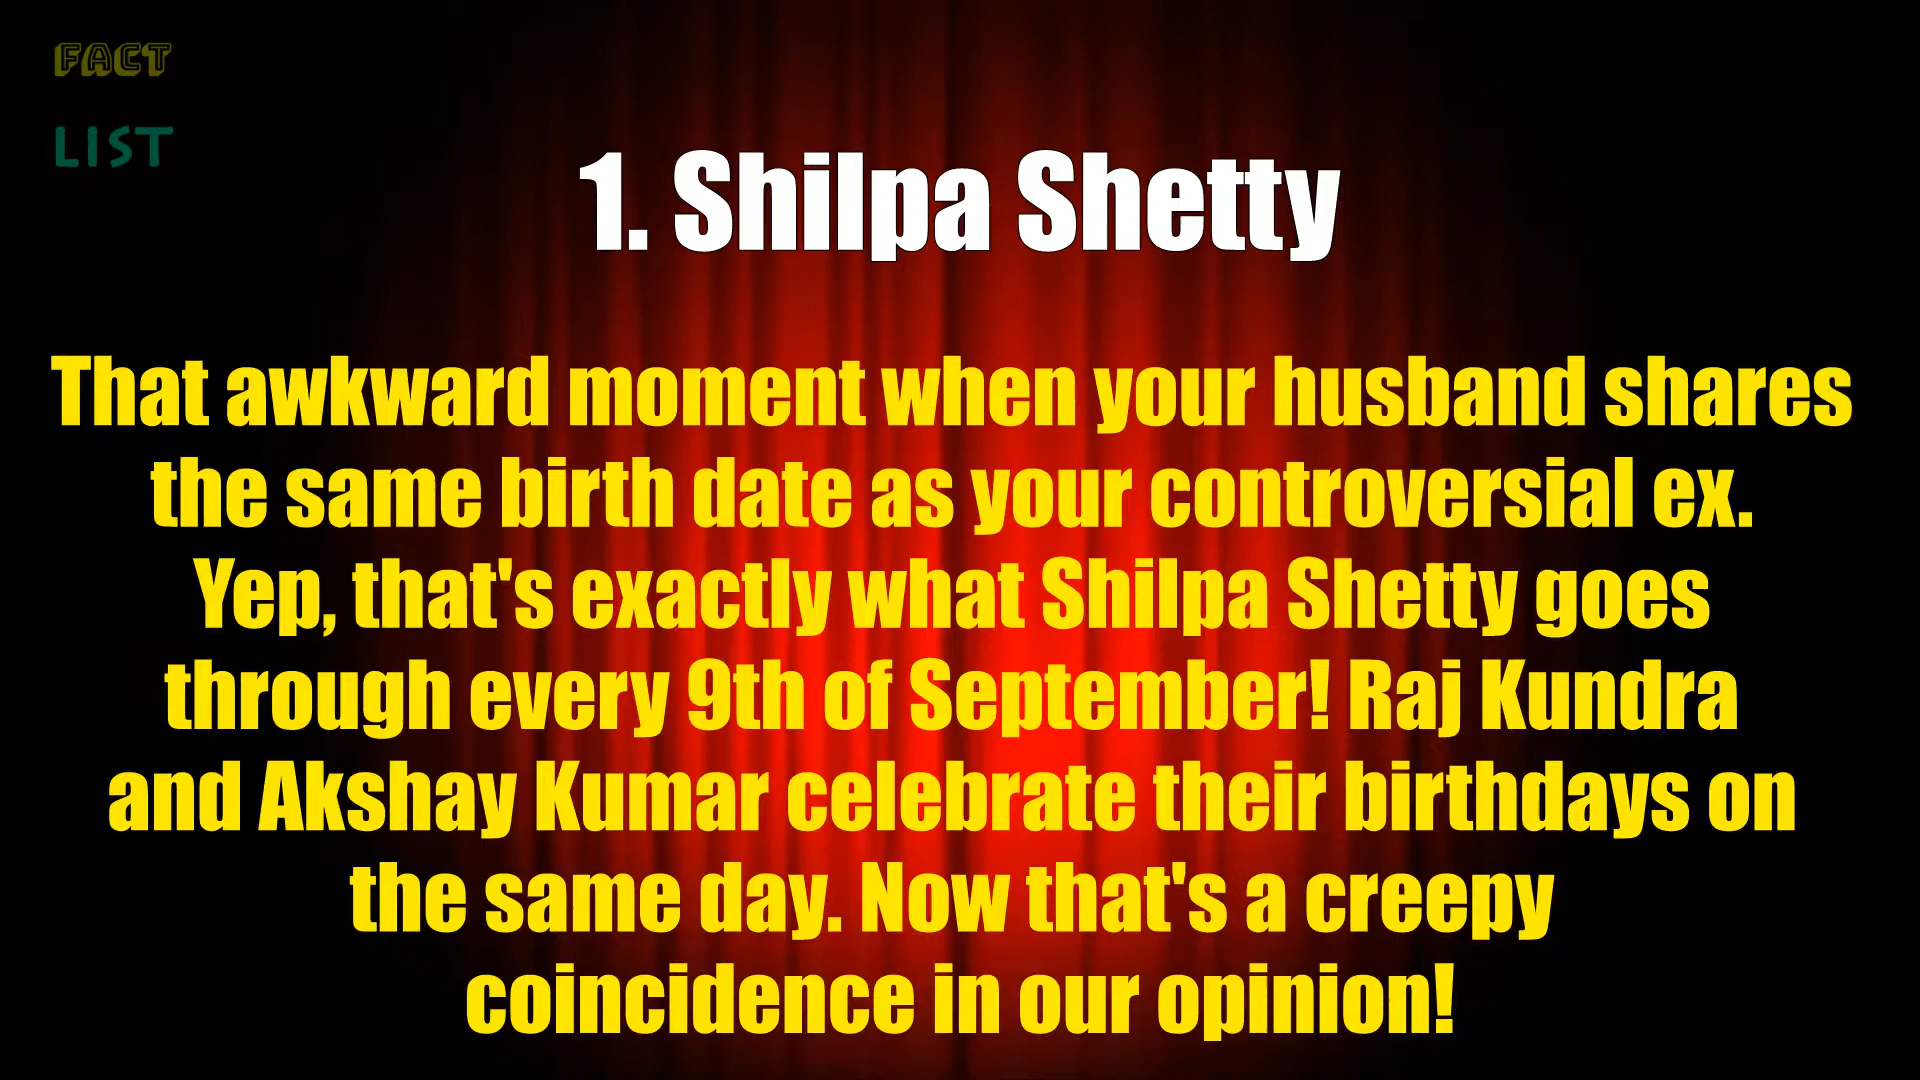 FACT
LIST
1. Shilpa Shetty
That awkward moment when your husband shares
the same birth date as your controversial ex.
Yep, that's exactly what Shilpa Shetty goes
through every 9th of September! Raj Kundra
and Akshay Kumar celebrate their birthdays on
the same day. Now that's a creepy
coincidence in our opinion!